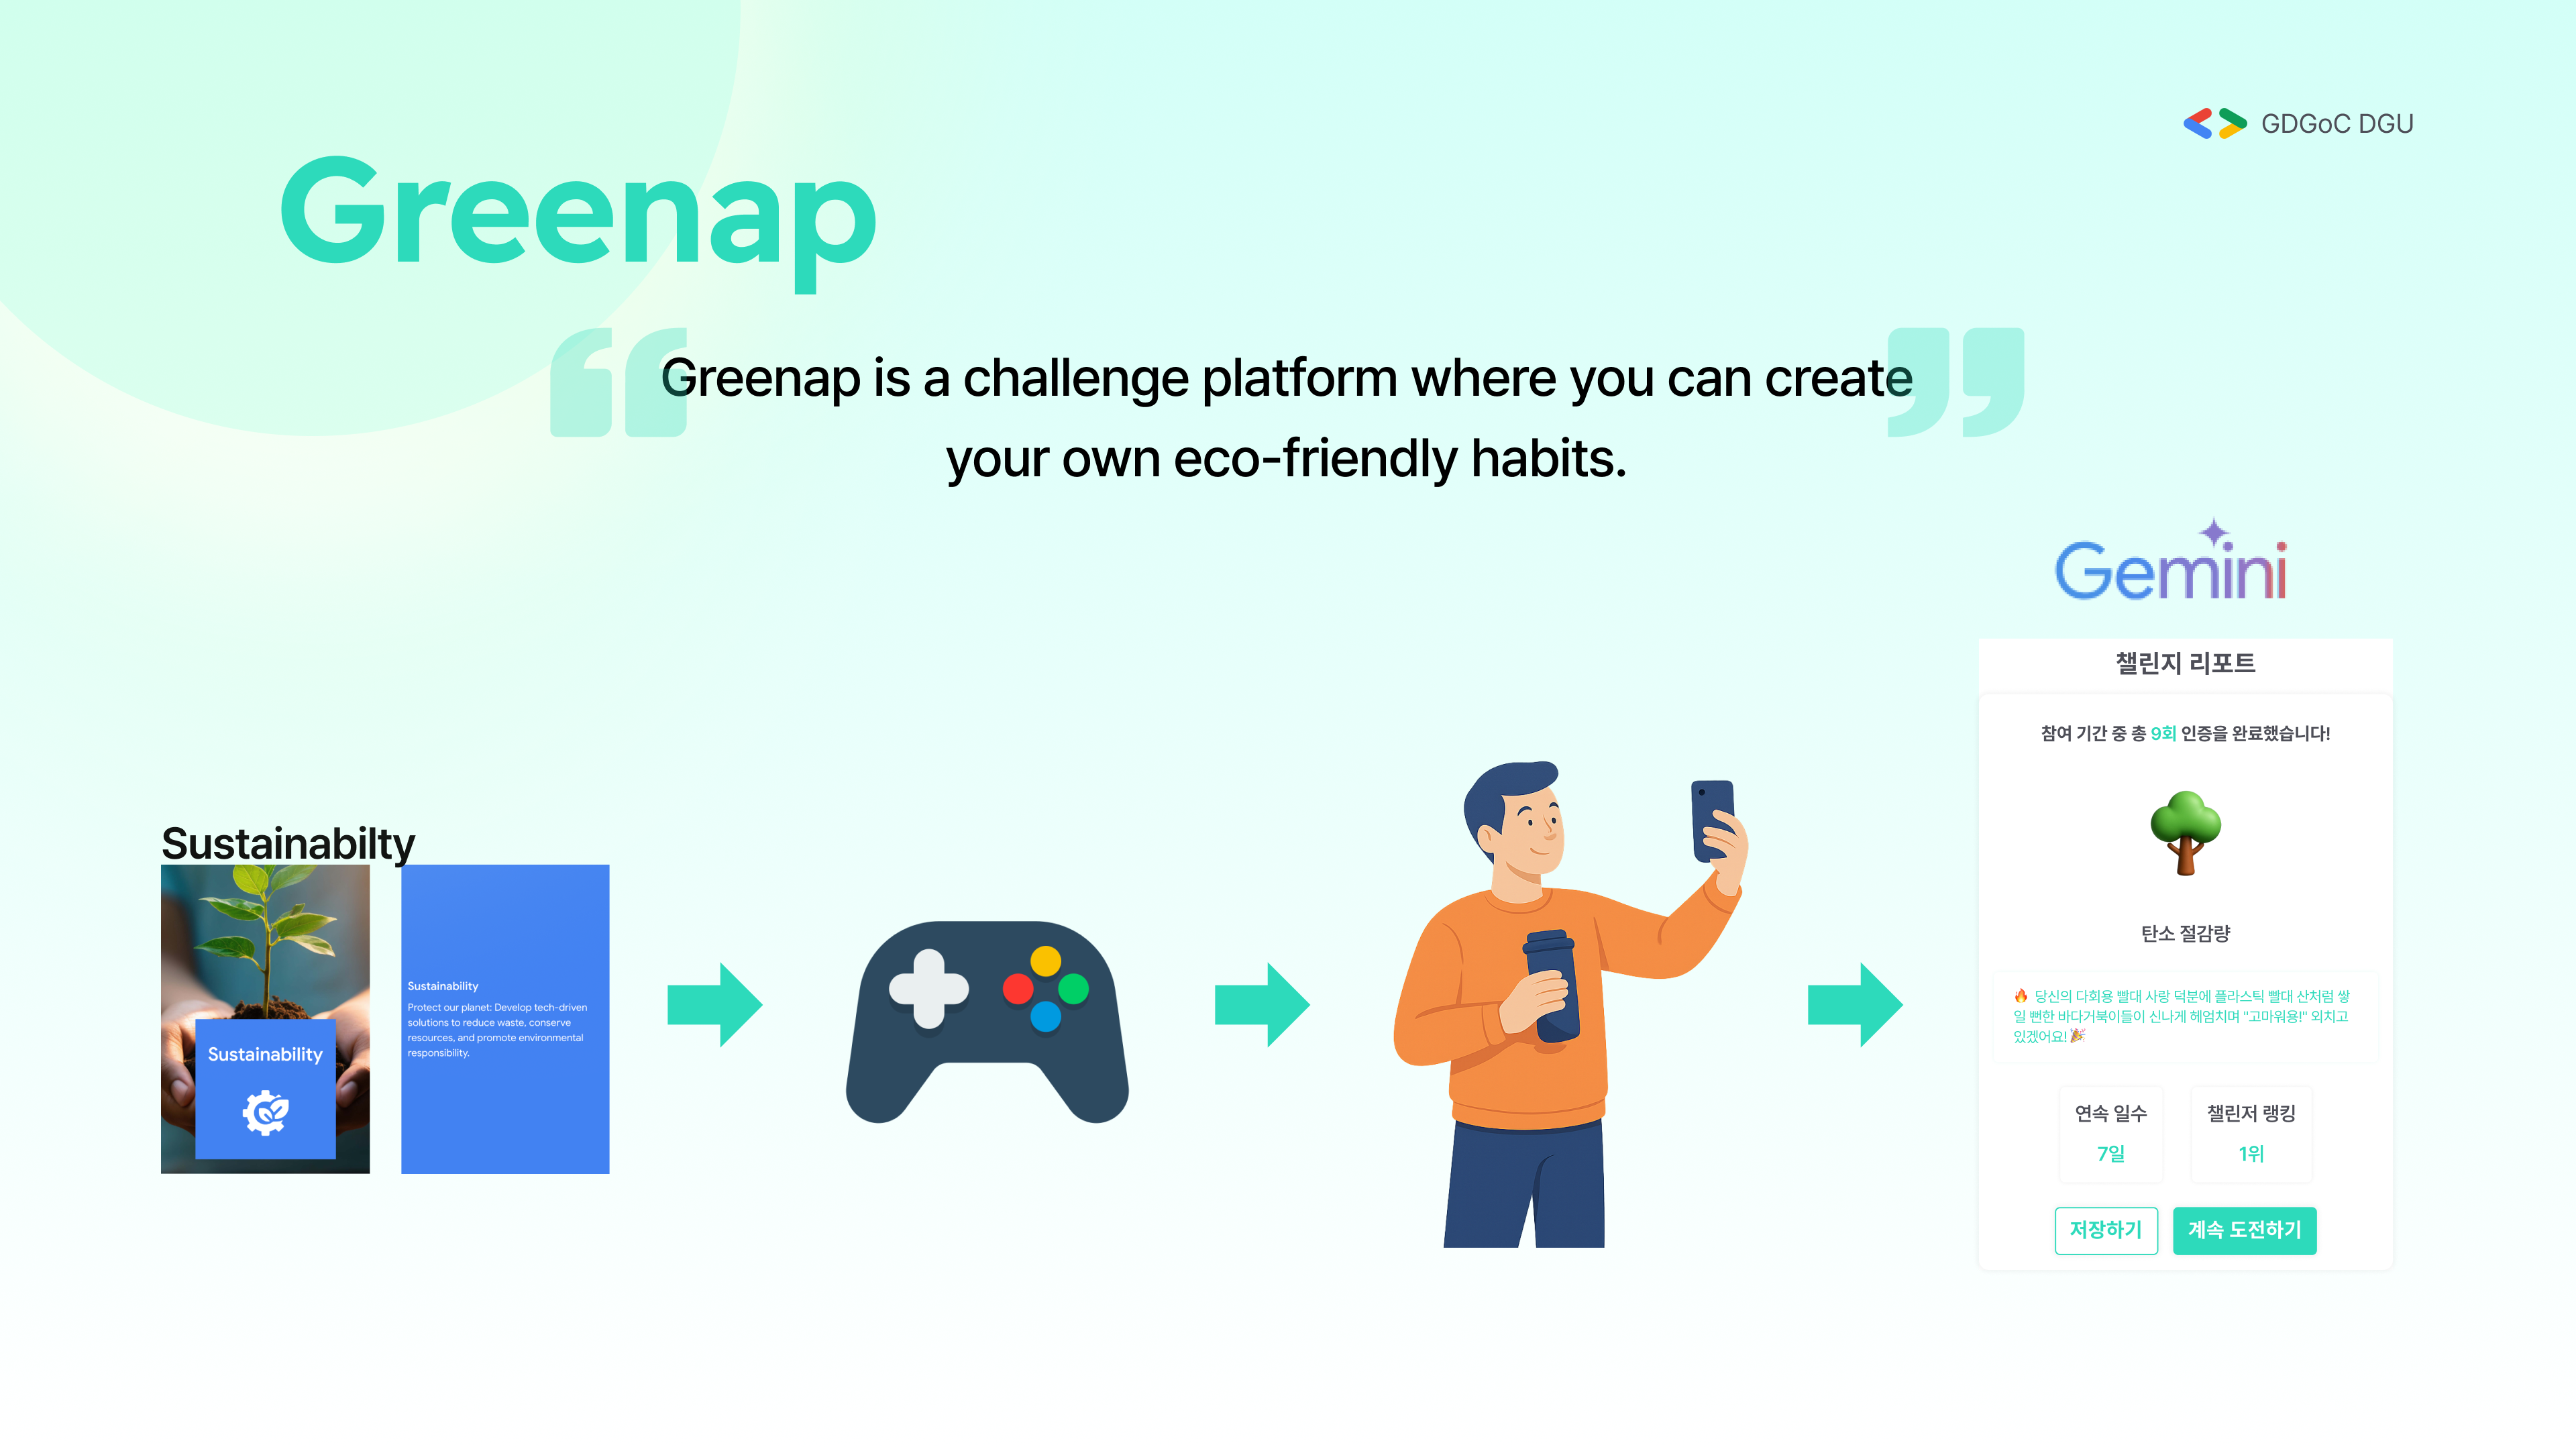 GDGoC DGU
Greenap
Greenap is a challenge platform where you can create
your own eco-friendly habits.
Sustainabilty
Sustainability
Sustainability
Protect our planet: Develop tech-driven
solutions to reduce waste, conserve
resources, and promote environmental
responsibility.
Gemini
챌린지 리포트
참여 기간 중 총 9회 인증을 완료했습니다!
탄소 절감량
🔥 당신의 다회용 빨대 사랑 덕분에 플라스틱 빨대 산처럼 쌓
일 뻔한 바다거북이들이 신나게 헤엄치며 "고마워용!" 외치고
있겠어요!🎉
연속 일수
7일
챌린저 랭킹
1위
저장하기
계속 도전하기